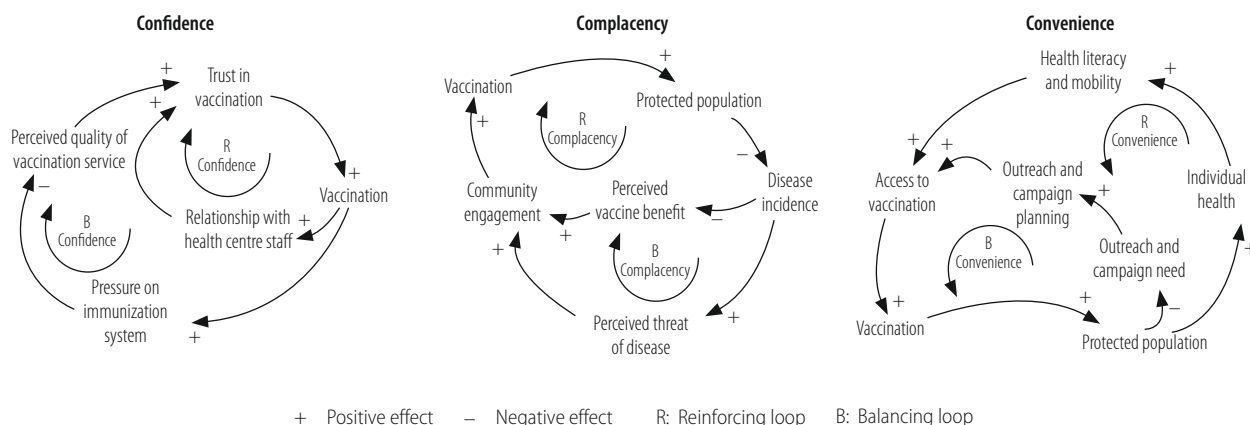 Confidence
Trust in
vaccination
+
+
Perceived quality of
vaccination service
R
Confidence
−
+
Vaccination
Relationship with
health centre staff
+
B
Confidence
Pressure on
immunization
system
+
Complacency
Vaccination
+
Protected population
+
R
Complacency
−
Community
engagement
Perceived
vaccine benefit
Disease
incidence
−
+
+
B
Complacency
Perceived threat
of disease
+
Convenience
Health literacy
and mobility
+
R
Convenience
+
+
Access to
vaccination
Outreach and
campaign
planning
+
Individual
health
B
Convenience
Outreach and
campaign need
+
+
Vaccination
+
−
Protected population
+ Positive effect − Negative effect R: Reinforcing loop B: Balancing loop